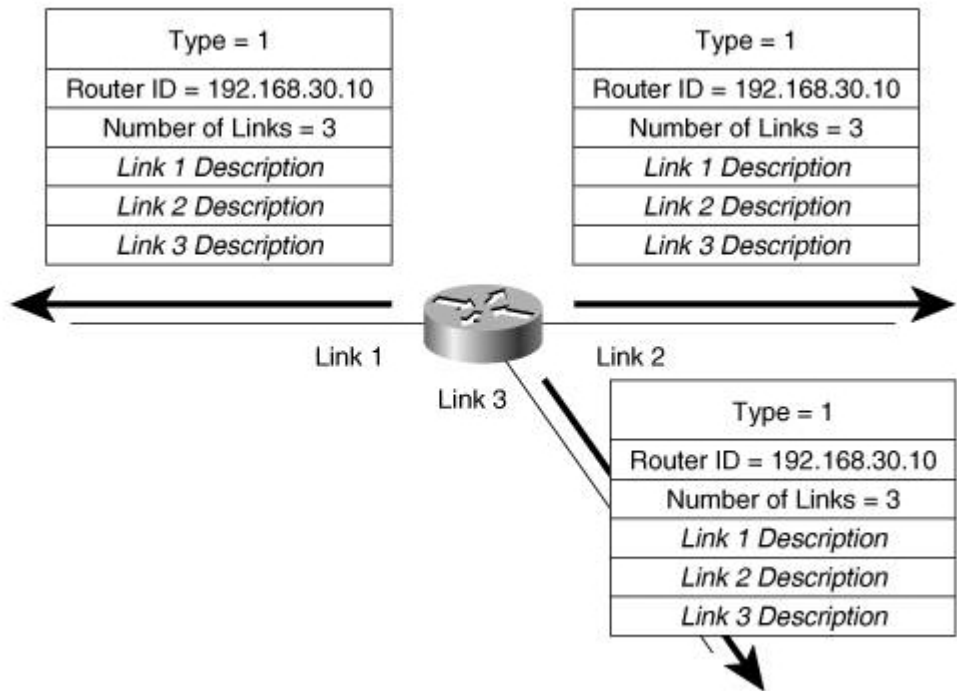 Type = 1
Router ID = 192.168.30.10
Number of Links = 3
Link 1 Description
Link 2 Description
Link 3 Description
Type = 1
Router ID = 192.168.30.10
Number of Links = 3
Link 1 Description
Link 2 Description
Link 3 Description
Link 1
Link 2
Link 3
Type = 1
Router ID = 192.168.30.10
Number of Links = 3
Link 1 Description
Link 2 Description
Link 3 Description